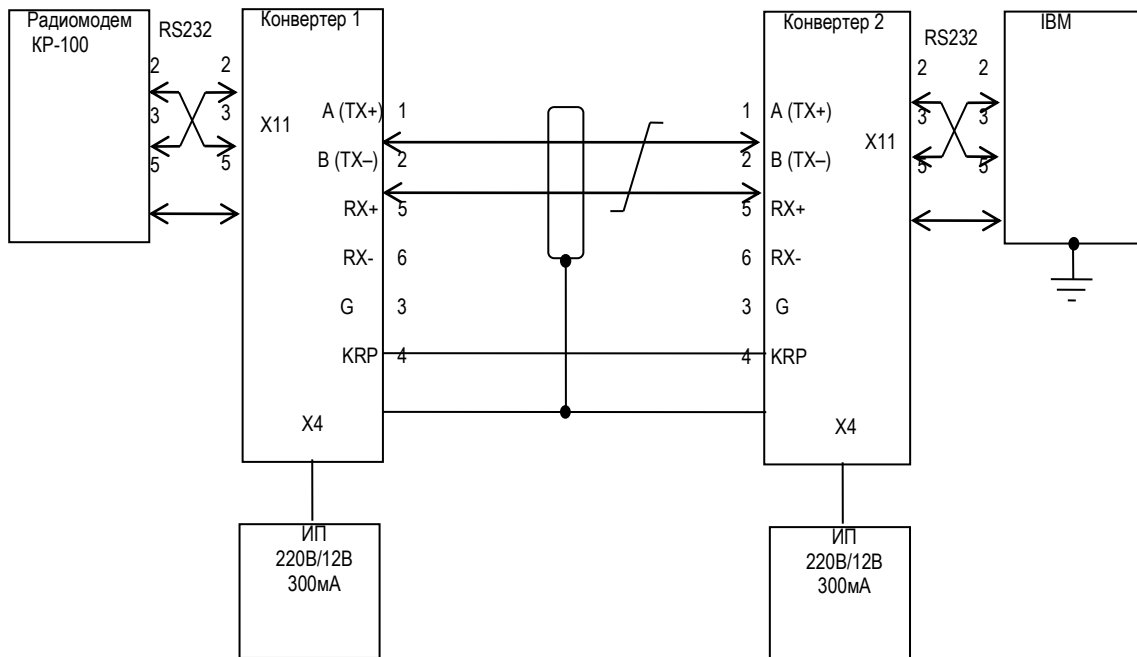 Радиомодем
КР-100
RS232
2 2
3 3
5 5
Конвертер 1
X11
A (TX+) 1
B (TX–) 2
RX+ 5
RX- 6
G 3
KRP 4
X4
ИП
220В/12В
300мА
Конвертер 2
1 A (TX+)
2 B (TX–)
5 RX+
6 RX-
3 G
4 KRP
X11
X4
RS232
2 2
3 3
5 5
IBM
ИП
220В/12В
300мА